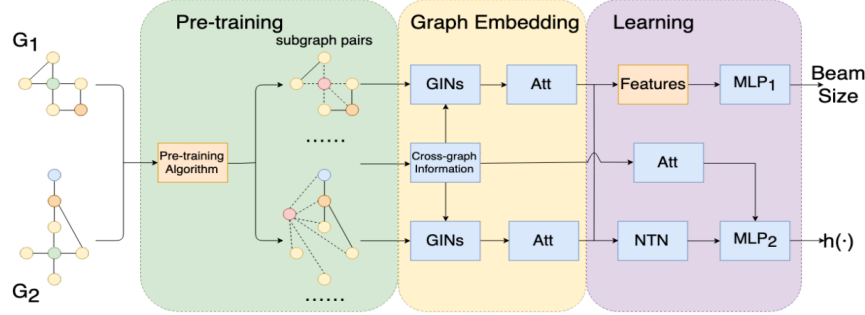 Pre-training
Graph Embedding
Learning
G1
subgraph pairs
GINs
Att
Features
MLP1
Beam
Size
......
Pre-training
Algorithm
Cross-graph
Information
Att
GINs
Att
NTN
MLP2
h(·)
G2
......